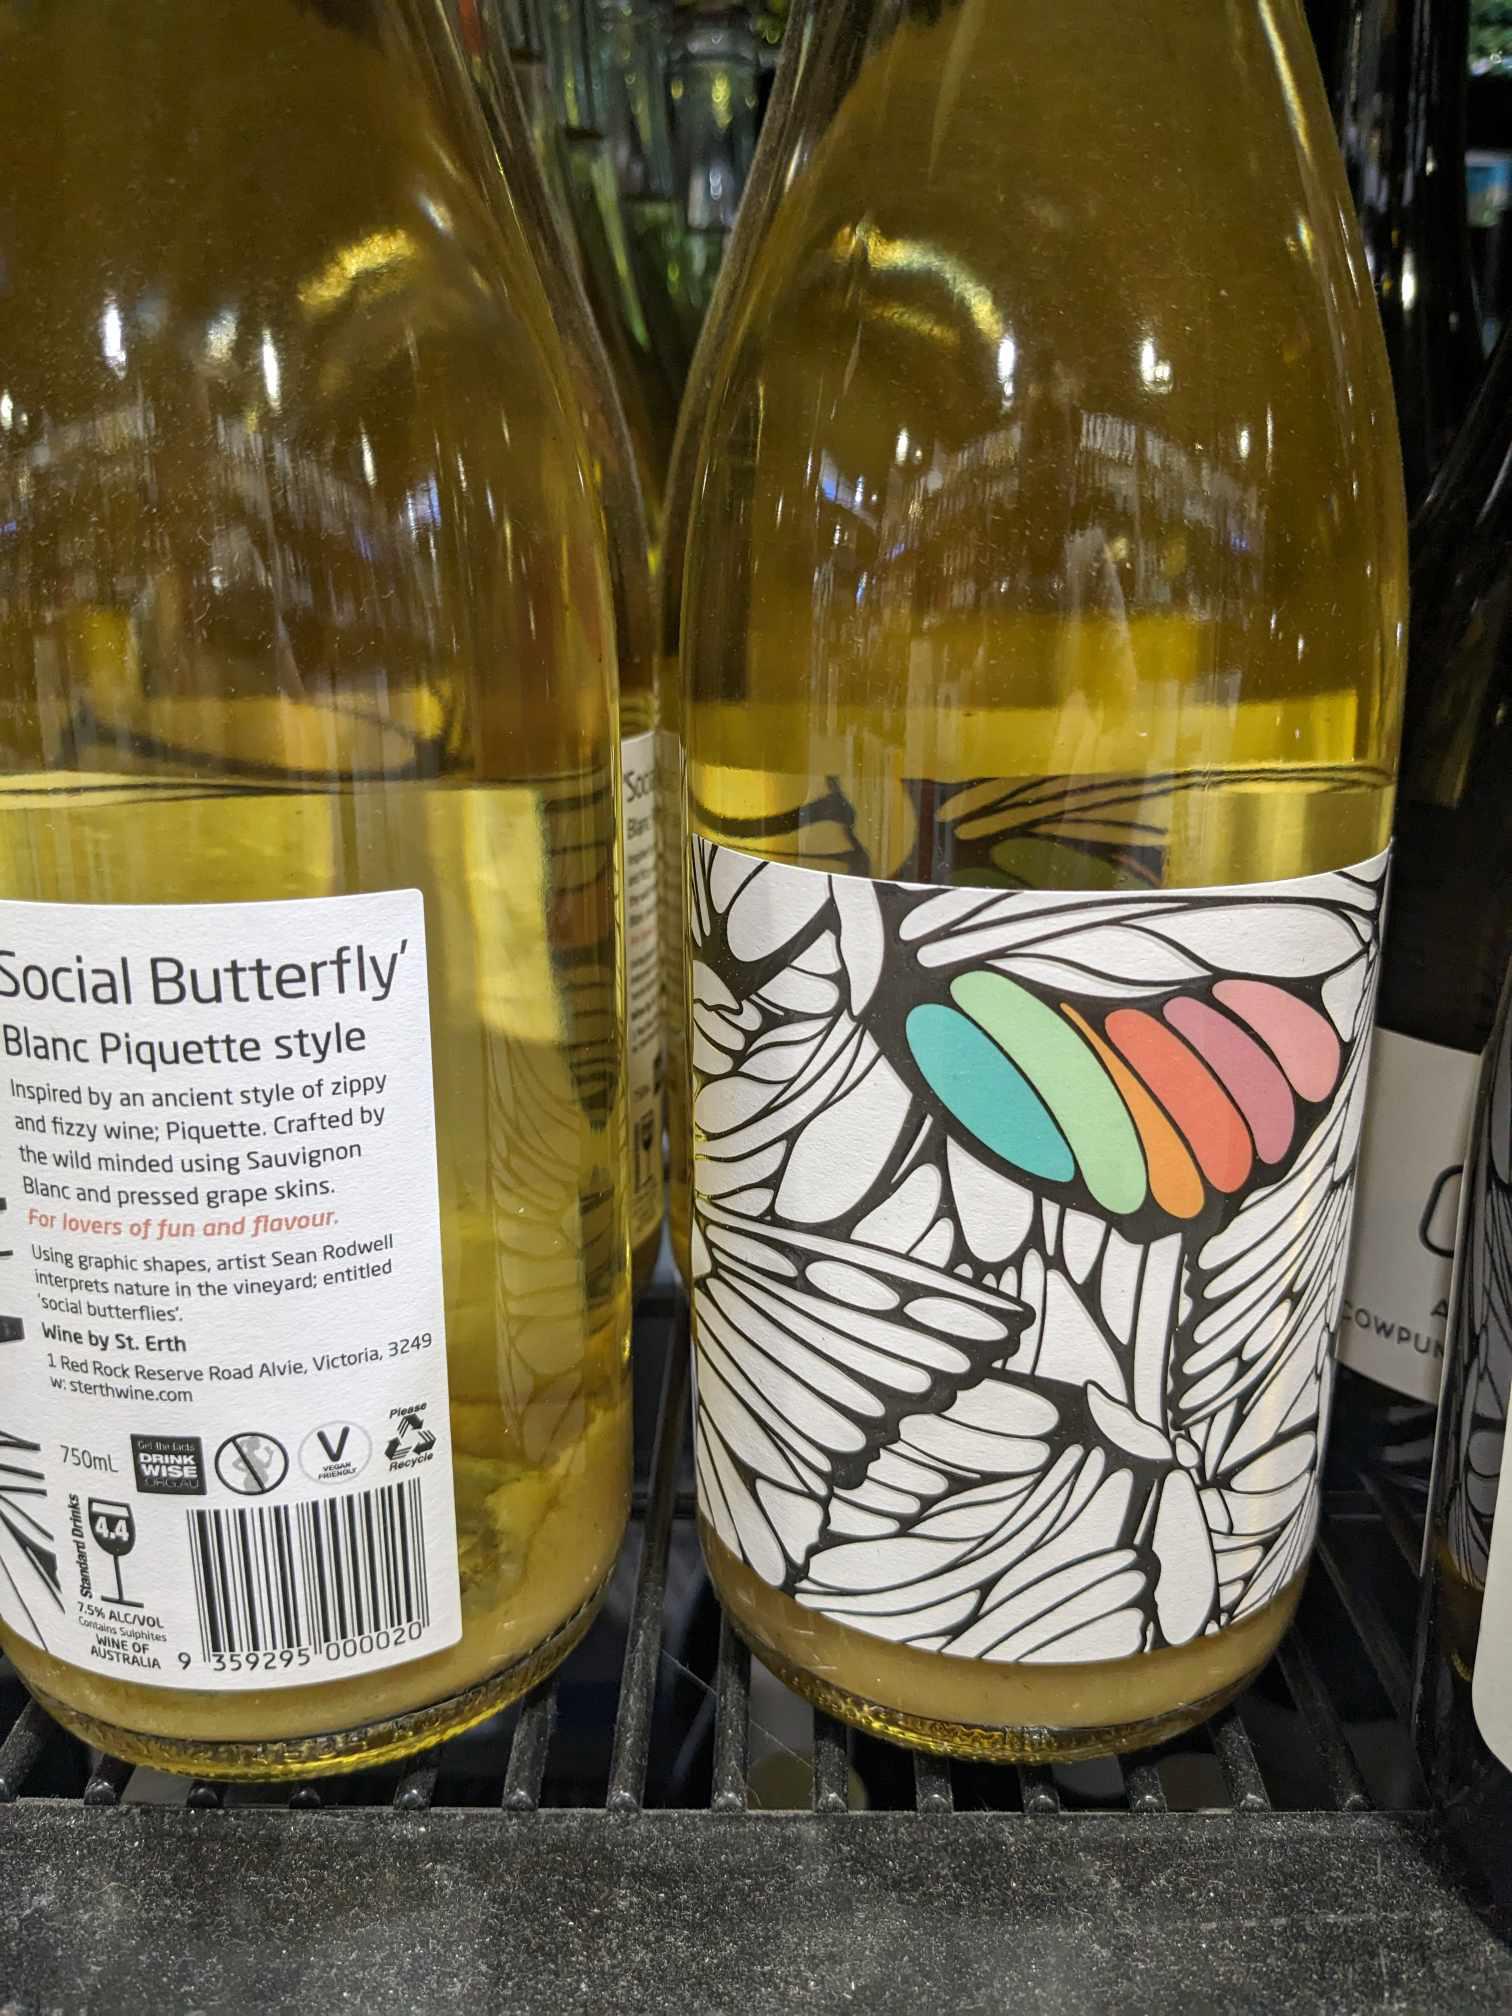 Social Butterfly'
Blanc Piquette style
Inspired by an ancient style of zippy
and fizzy wine; Piquette. Crafted by
the wild minded using Sauvignon
Blanc and pressed grape skins.
For lovers of fun and flavour.
Using graphic shapes, artist Sean Rodwell
interprets nature in the vineyard; entitled
'social butterflies'.
Wine by St. Erth
1 Red Rock Reserve Road Alvie, Victoria, 3249
w: sterthwine.com
750mL
Get the facts
DRINK
WISE
.ORG.AU
V
VEGAN
FRIENDLY
Please
Recycle
Standard Drinks
4.4
7.5% ALC/VOL
Contains Sulphites
WINE OF
AUSTRALIA
9 359295 000020
'Soc
Blanc
COWPUN